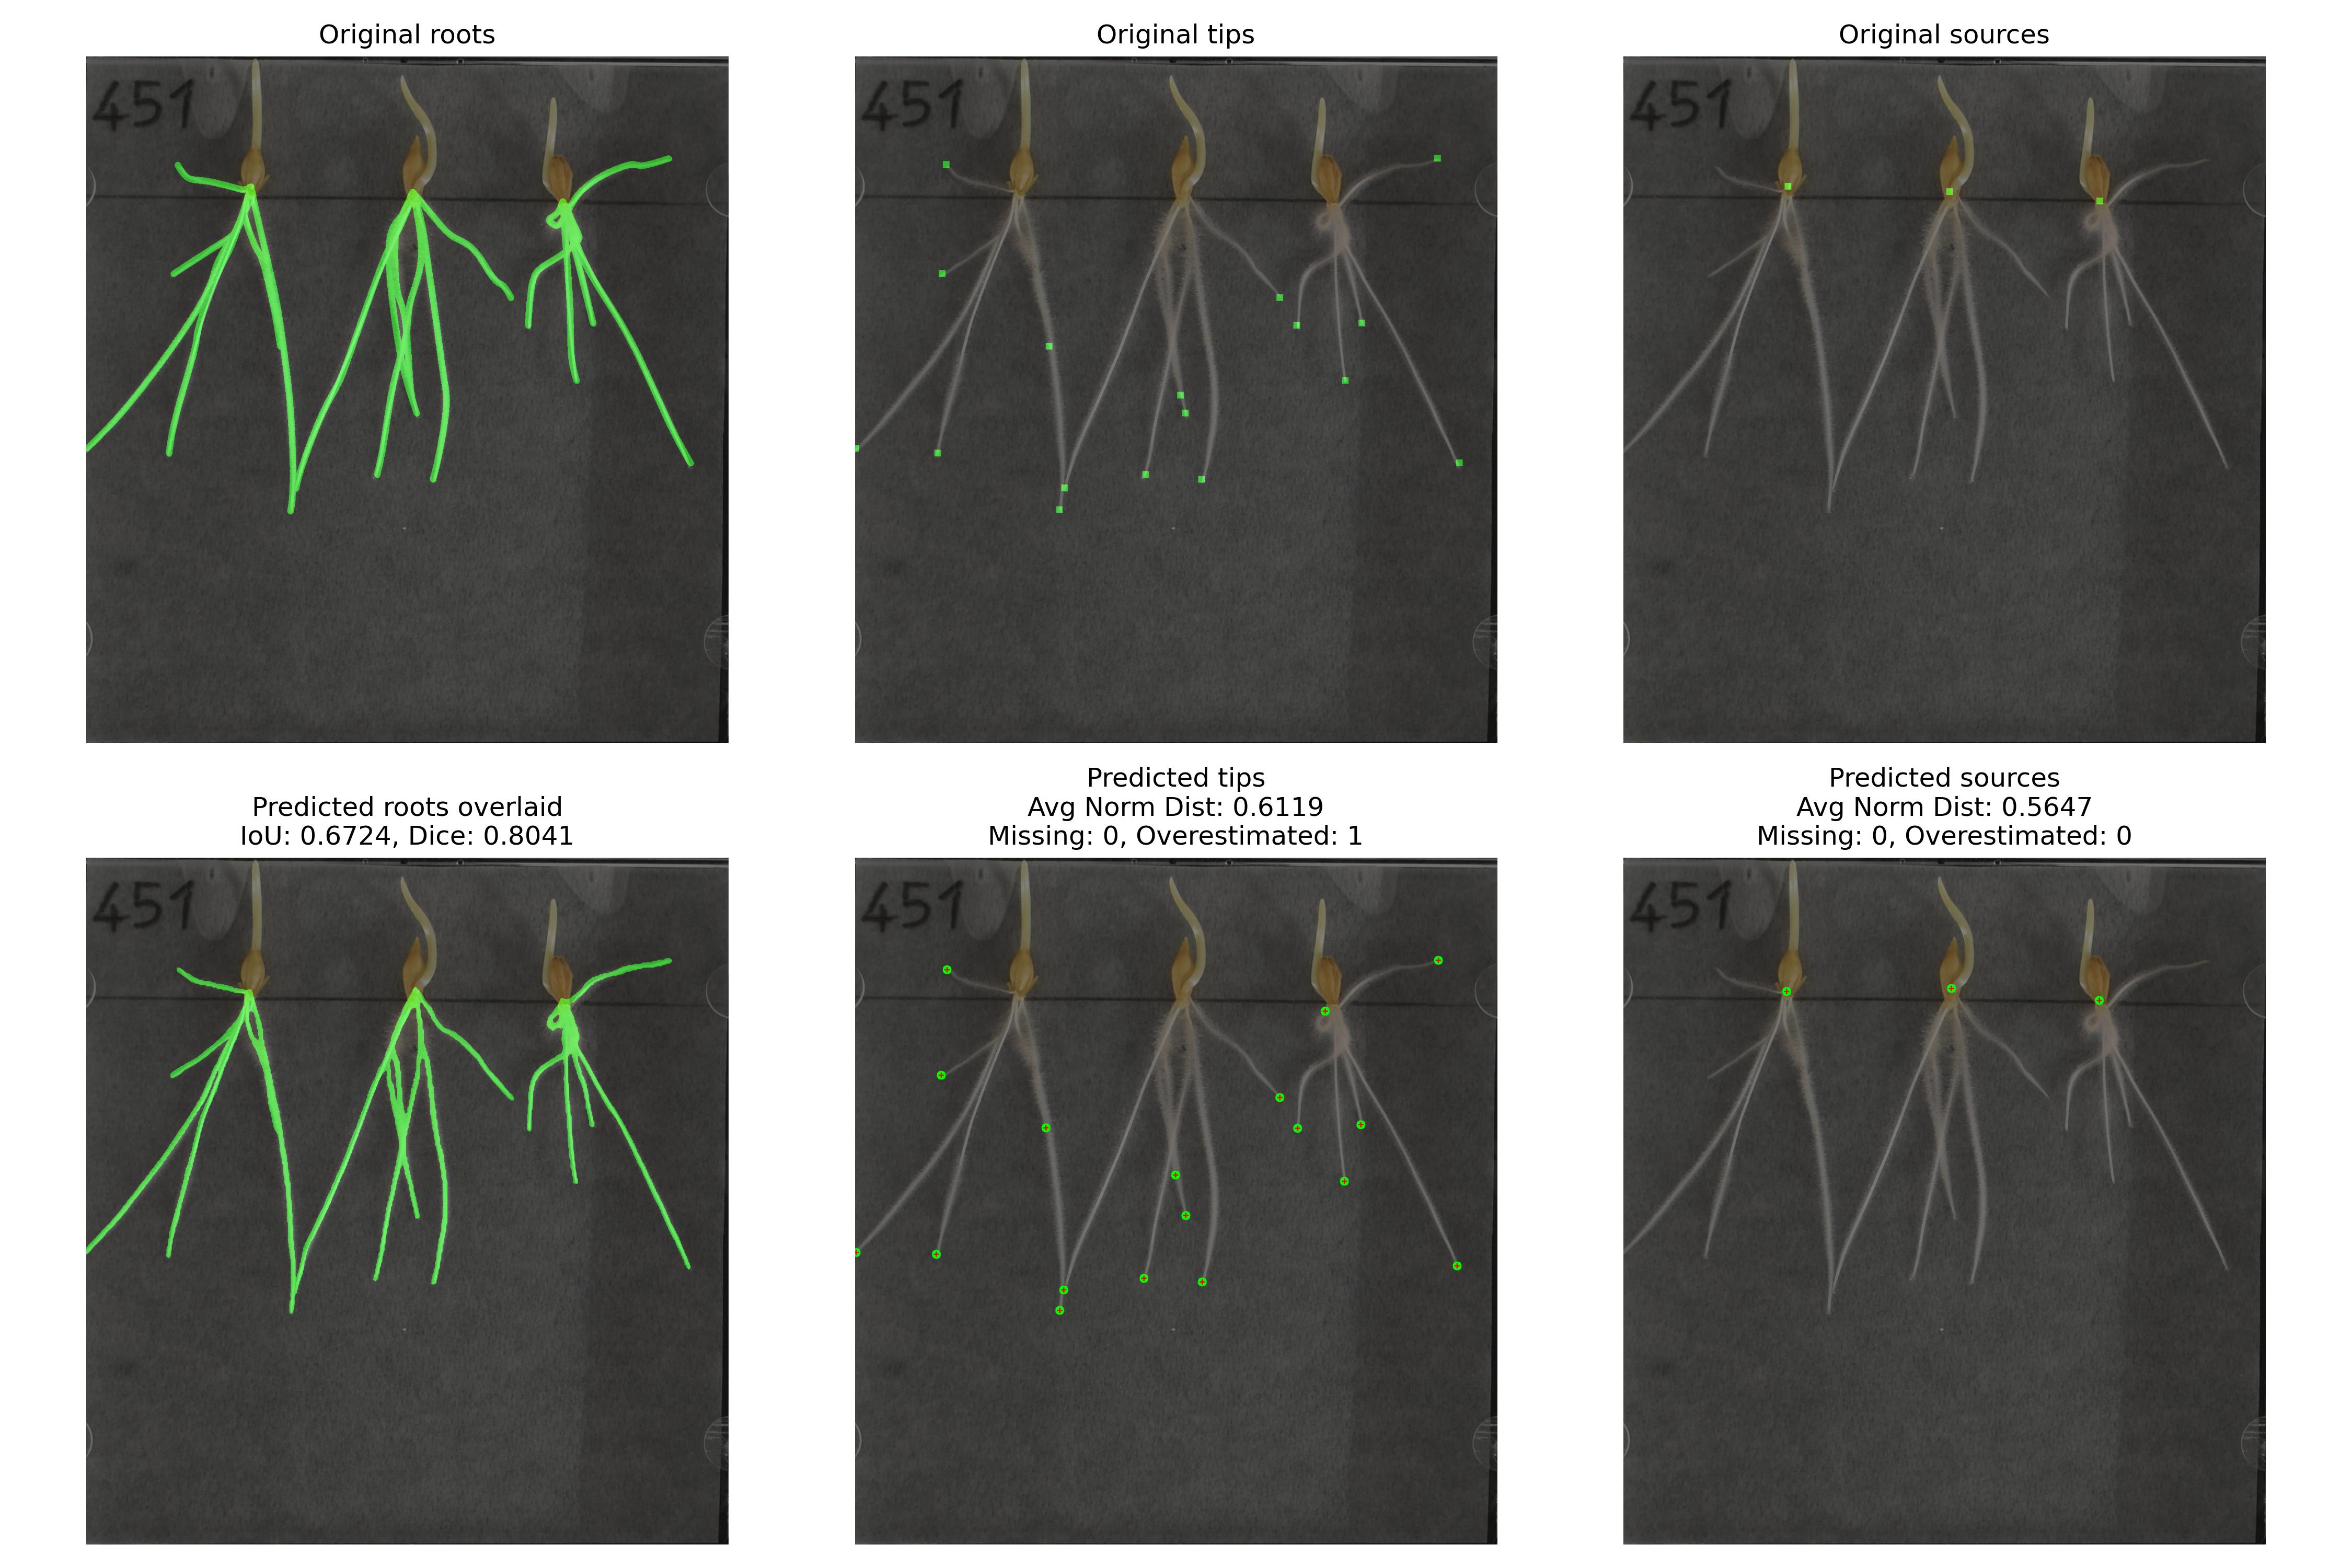 Original roots
Original tips
Original sources
451
451
451
Predicted roots overlaid
IoU: 0.6724, Dice: 0.8041
Predicted tips
Avg Norm Dist: 0.6119
Missing: 0, Overestimated: 1
Predicted sources
Avg Norm Dist: 0.5647
Missing: 0, Overestimated: 0
451
451
451